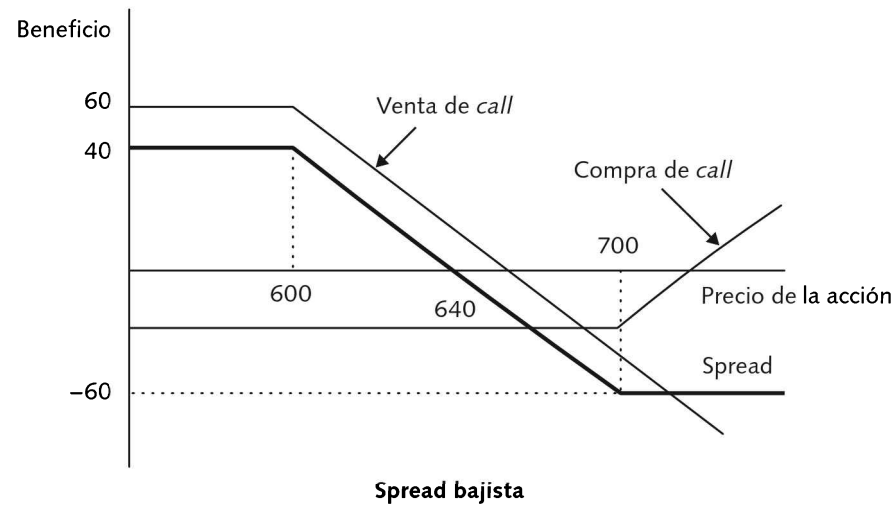 Beneficio
60
Venta de call
40
Compra de call
700
600
Precio de la acción
640
Spread
–60
Spread bajista